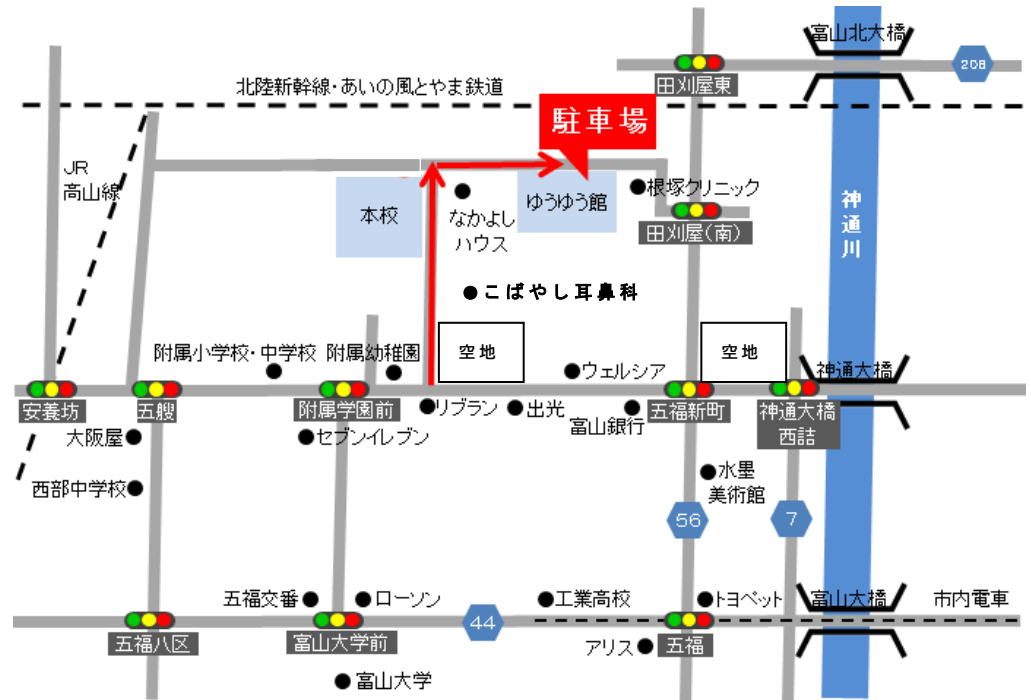 富山北大橋
208
田刈屋東
北陸新幹線・あいの風とやま鉄道
駐車場
JR
高山線
本校
なかよし
ハウス
ゆうゆう館
根塚クリニック
田刈屋(南)
神通川
こばやし耳鼻科
附属小学校・中学校
附属幼稚園
空地
ウェルシア
空地
神通大橋
安養坊
五艘
附属学園前
リブラン
出光
富山銀行
五福新町
神通大橋
西詰
大阪屋
セブンイレブン
西部中学校
水墨
美術館
56
7
五福交番
ローソン
44
工業高校
トヨペット
富山大橋
市内電車
五福八区
富山大学前
アリス
五福
富山大学